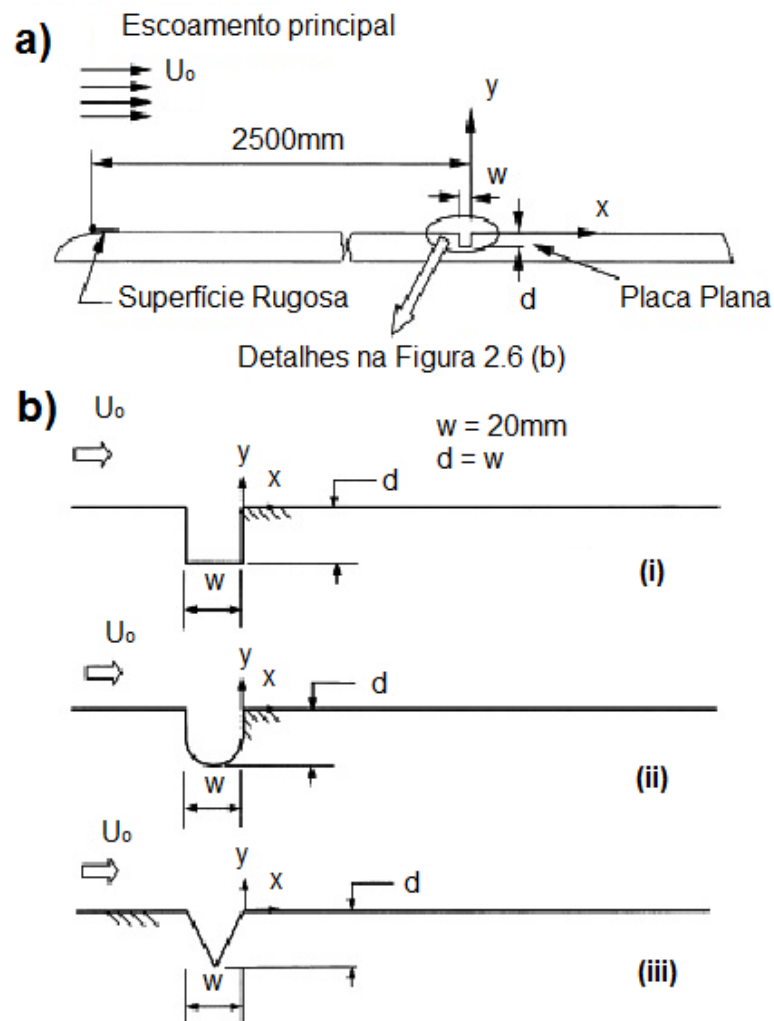 a)
Escoamento principal
U₀
y
2500mm
w
x
Superfície Rugosa
d
Placa Plana
Detalhes na Figura 2.6 (b)
b)
U₀
w = 20mm
d = w
y
x
d
w
(i)
U₀
y
x
d
w
(ii)
U₀
y
x
d
w
(iii)